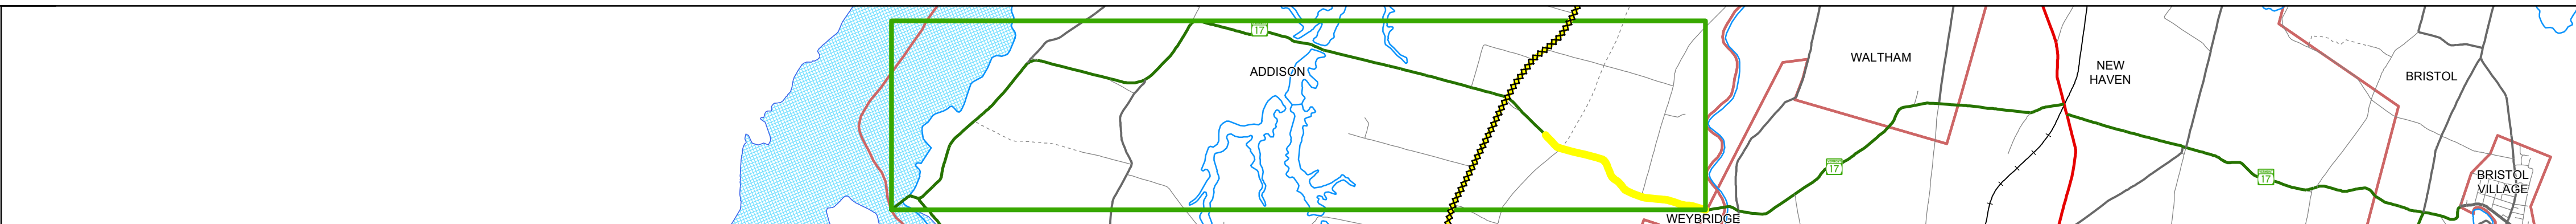 17
ADDISON
WALTHAM
NEW
HAVEN
BRISTOL
17
17
BRISTOL
VILLAGE
WEYBRIDGE